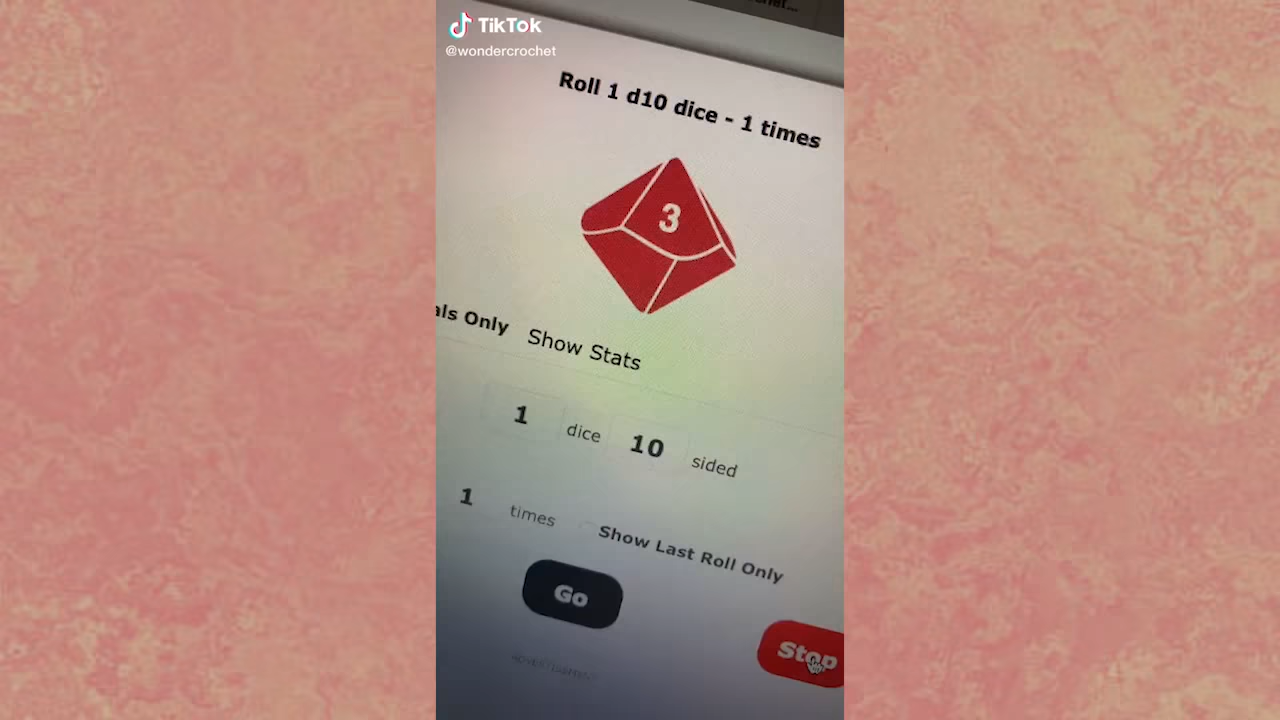 TikTok
@wondercrochet
Roll 1 d10 dice - 1 times
3
als Only Show Stats
1 dice 10 sided
1 times Show Last Roll Only
Go
Stop
ADVERTISEMENT